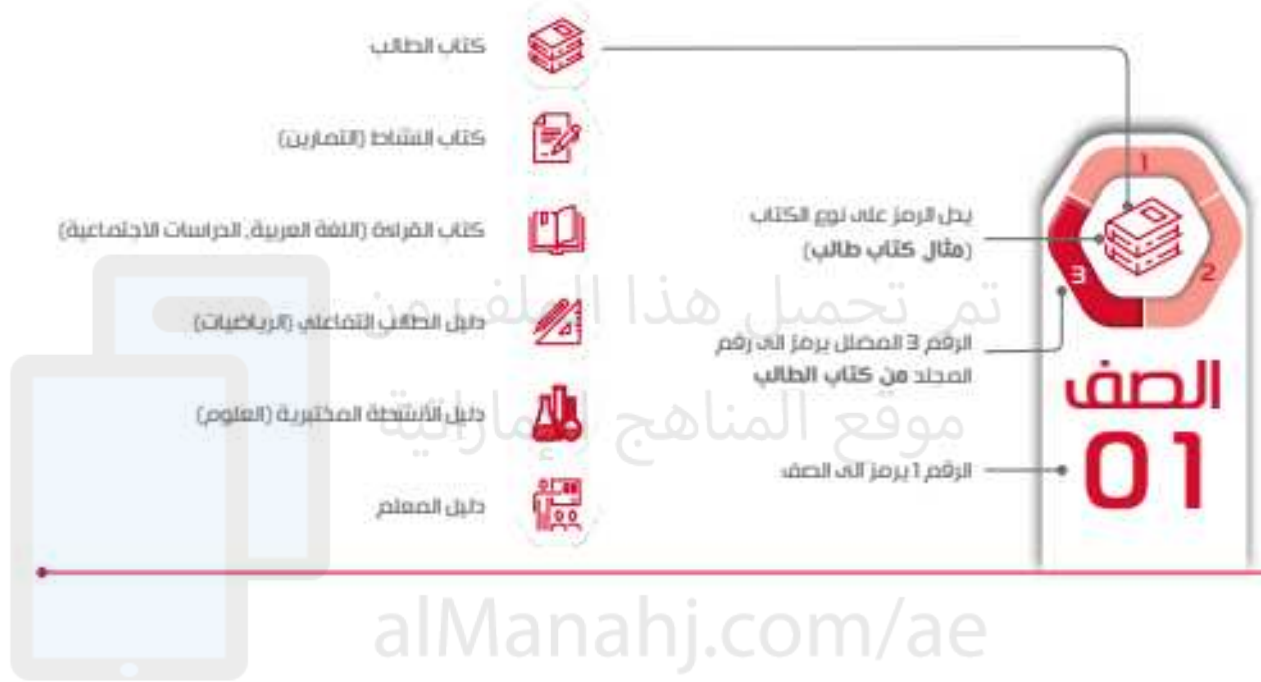 1
2
3
الصف
01
يدل الرمز على نوع الكتاب
(مثال كتاب طالب)
الرقم 3 المضلل يرمز الى رقم
المجلد من كتاب الطالب
الرقم 1 يرمز الى الصف
كتاب الطالب
كتاب النشاط (التمارين)
كتاب القراءة (اللغة العربية, الدراسات الاجتماعية)
دليل الطالب التفاعلي (الرياضيات)
دليل الأنشطة المختبرية (العلوم)
دليل المعلم
تم تحميل هذا الملف من
موقع المناهج الإماراتية
alManahj.com/ae